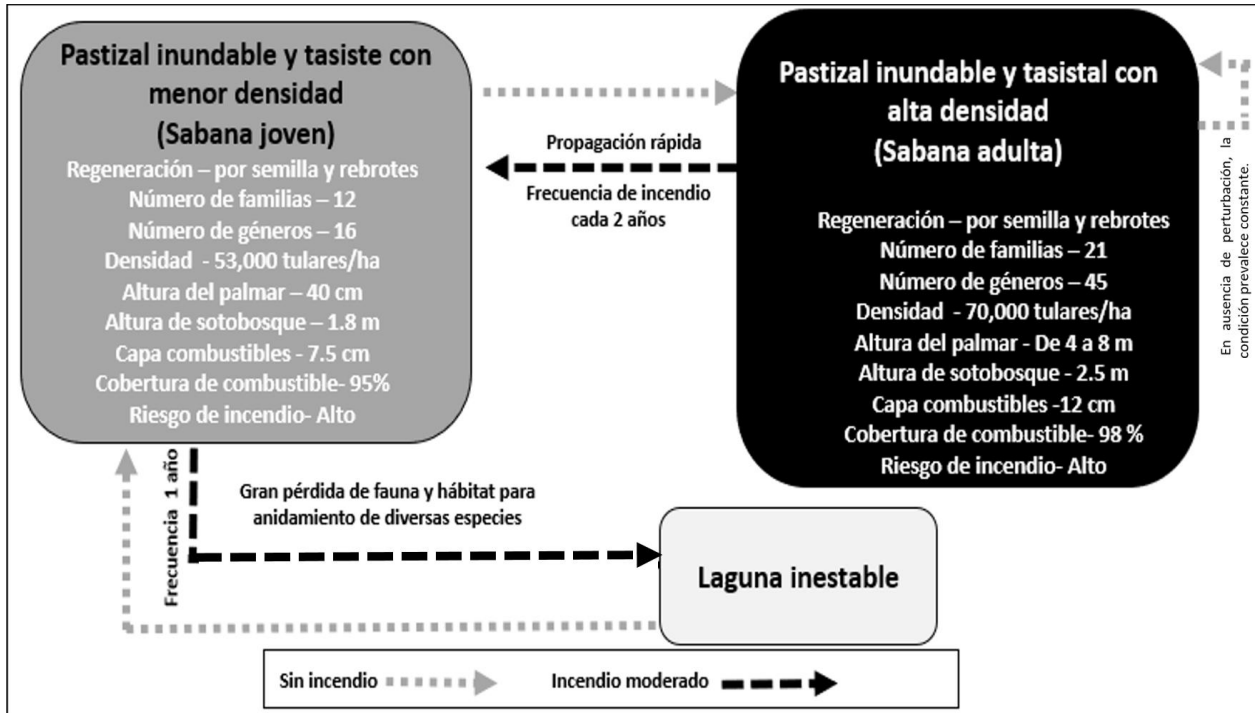 Pastizal inundable y tasiste con
menor densidad
(Sabana joven)
Regeneración – por semilla y rebrotes
Número de familias – 12
Número de géneros – 16
Densidad - 53,000 tulares/ha
Altura del palmar – 40 cm
Altura de sotobosque – 1.8 m
Capa combustibles - 7.5 cm
Cobertura de combustible- 95%
Riesgo de incendio- Alto
Propagación rápida
Frecuencia de incendio
cada 2 años
Pastizal inundable y tasistal con
alta densidad
(Sabana adulta)
Regeneración – por semilla y rebrotes
Número de familias – 21
Número de géneros – 45
Densidad - 70,000 tulares/ha
Altura del palmar - De 4 a 8 m
Altura de sotobosque - 2.5 m
Capa combustibles -12 cm
Cobertura de combustible- 98 %
Riesgo de incendio- Alto
En ausencia de perturbación, la
condición prevalece constante.
Frecuencia 1 año
Gran pérdida de fauna y hábitat para
anidamiento de diversas especies
Laguna inestable
Sin incendio
Incendio moderado